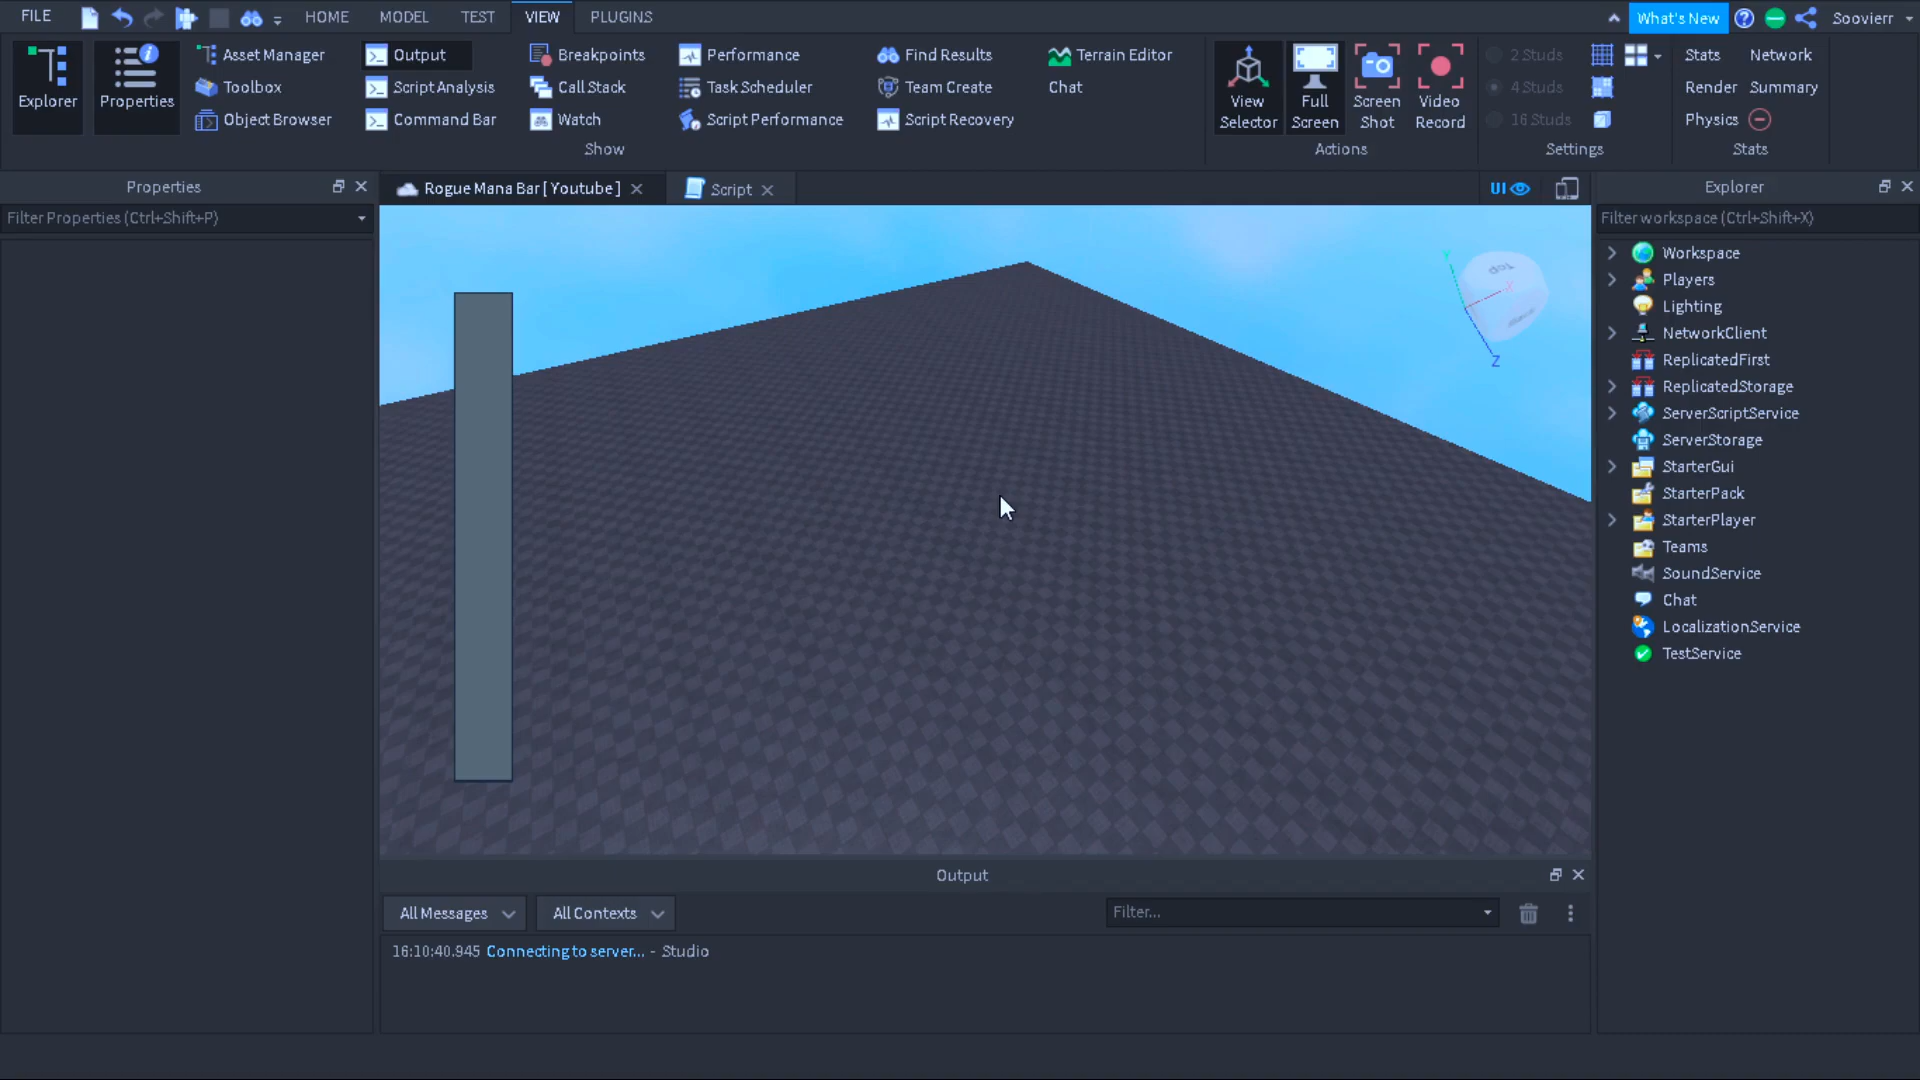 FILE HOME MODEL TEST VIEW PLUGINS What's New Soovierr
Explorer Properties
Asset Manager
Toolbox
Object Browser
Output
Script Analysis
Command Bar
Breakpoints
Call Stack
Watch
Performance
Task Scheduler
Script Performance
Find Results
Team Create
Script Recovery
Terrain Editor
Chat
Show
View Selector
Full Screen
Screen Shot
Video Record
Actions
2 Studs
4 Studs
16 Studs
Settings
Stats Network
Render Summary
Physics
Stats
Properties
Filter Properties (Ctrl+Shift+P)
Rogue Mana Bar [ Youtube ] Script UI
Top
Y
X
Z
Explorer
Filter workspace (Ctrl+Shift+X)
Workspace
Players
Lighting
NetworkClient
ReplicatedFirst
ReplicatedStorage
ServerScriptService
ServerStorage
StarterGui
StarterPack
StarterPlayer
Teams
SoundService
Chat
LocalizationService
TestService
Output
All Messages All Contexts Filter...
16:10:40.945 Connecting to server... - Studio